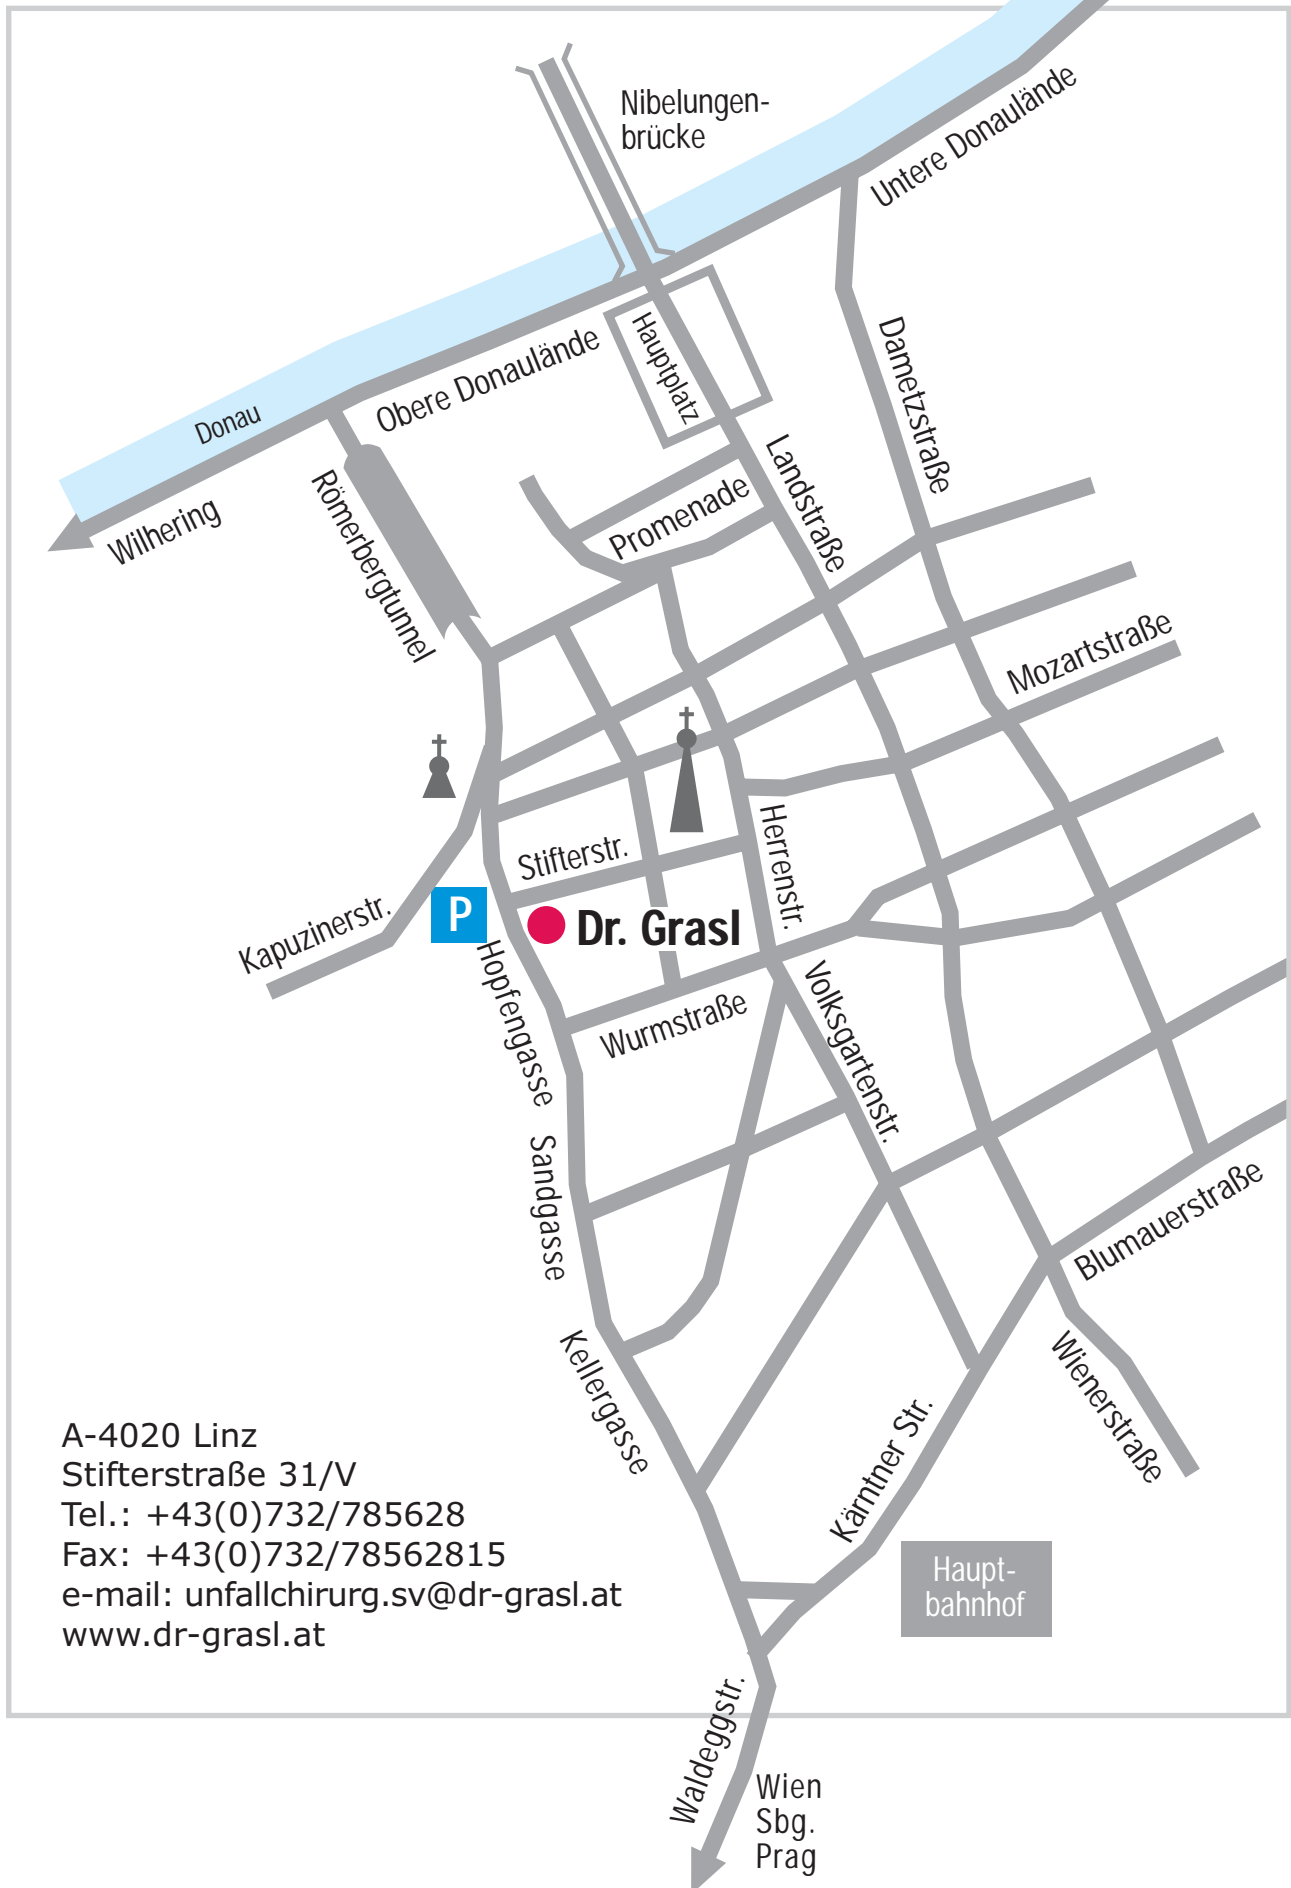 Nibelungen-
brücke
Untere Donaulände
Hauptplatz
Obere Donaulände
Donau
Wilhering
Römerbergtunnel
Promenade
Landstraße
Dametzstraße
Mozartstraße
Stifterstr.
Herrenstr.
Kapuzinerstr.
P
Dr. Grasl
Hopfengasse
Wurmstraße
Volksgartenstr.
Sandgasse
Blumauerstraße
Kellergasse
Wienerstraße
Kärntner Str.
Haupt-
bahnhof
A-4020 Linz
Stifterstraße 31/V
Tel.: +43(0)732/785628
Fax: +43(0)732/78562815
e-mail: unfallchirurg.sv@dr-grasl.at
www.dr-grasl.at
Waldeggstr.
Wien
Sbg.
Prag